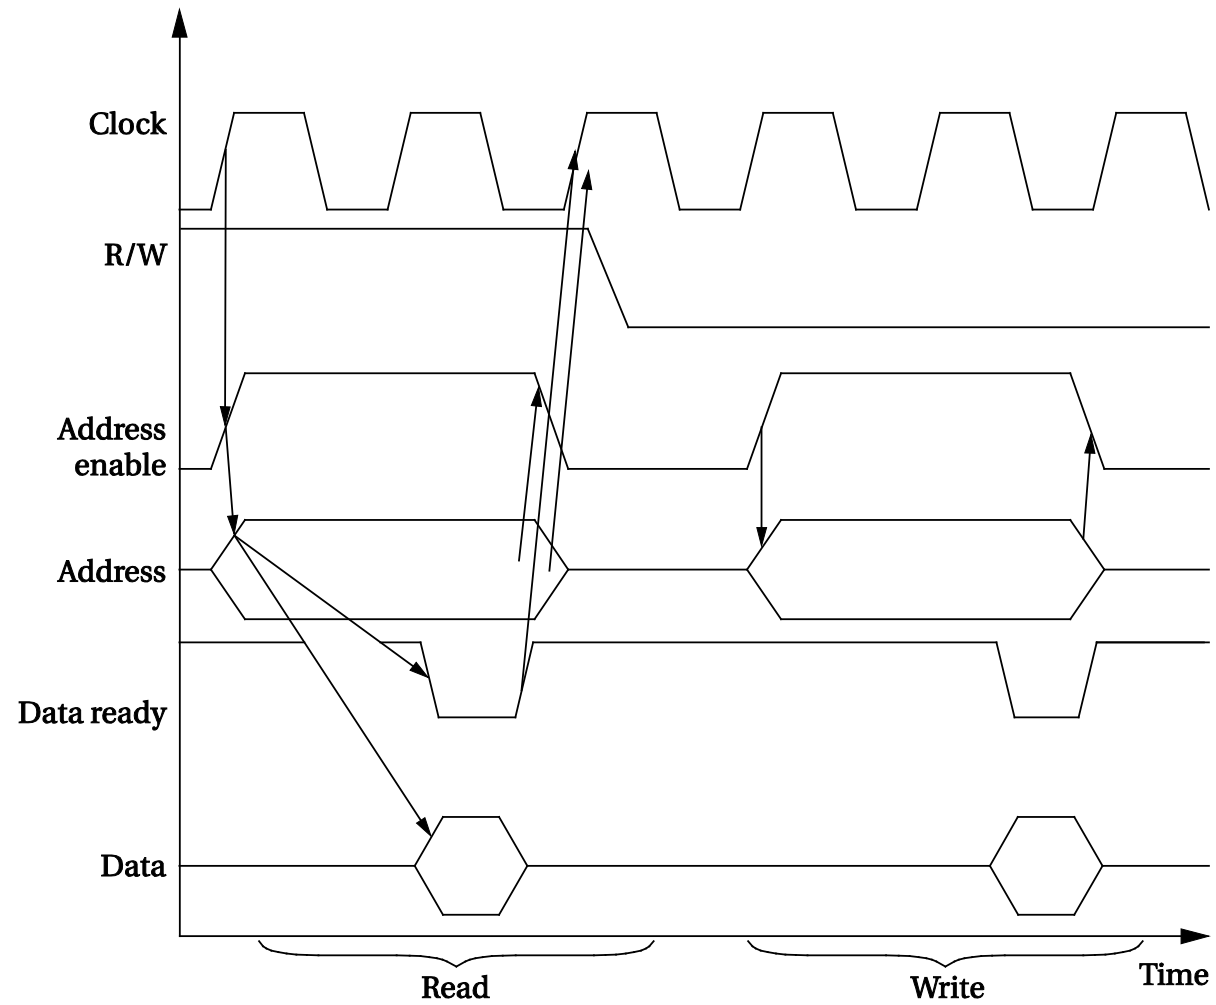 Clock
R/W
Address
enable
Address
Data ready
Data
Read
Write
Time